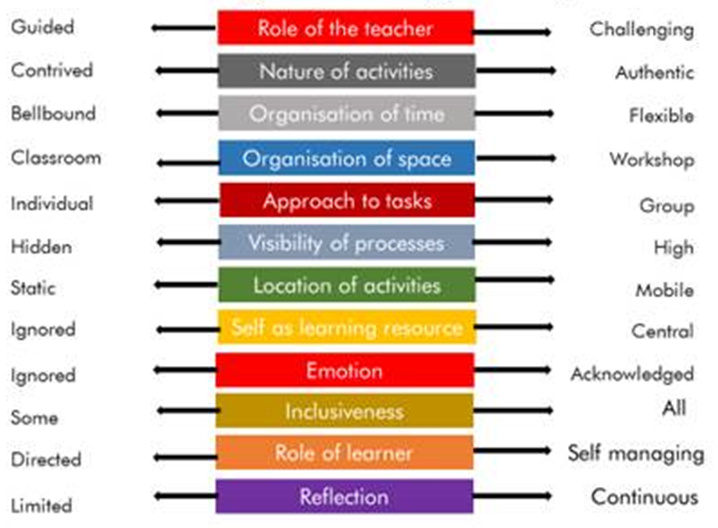 Guided Role of the teacher Challenging
Contrived Nature of activities Authentic
Bellbound Organisation of time Flexible
Classroom Organisation of space Workshop
Individual Approach to tasks Group
Hidden Visibility of processes High
Static Location of activities Mobile
Ignored Self as learning resource Central
Ignored Emotion Acknowledged
Some Inclusiveness All
Directed Role of learner Self managing
Limited Reflection Continuous